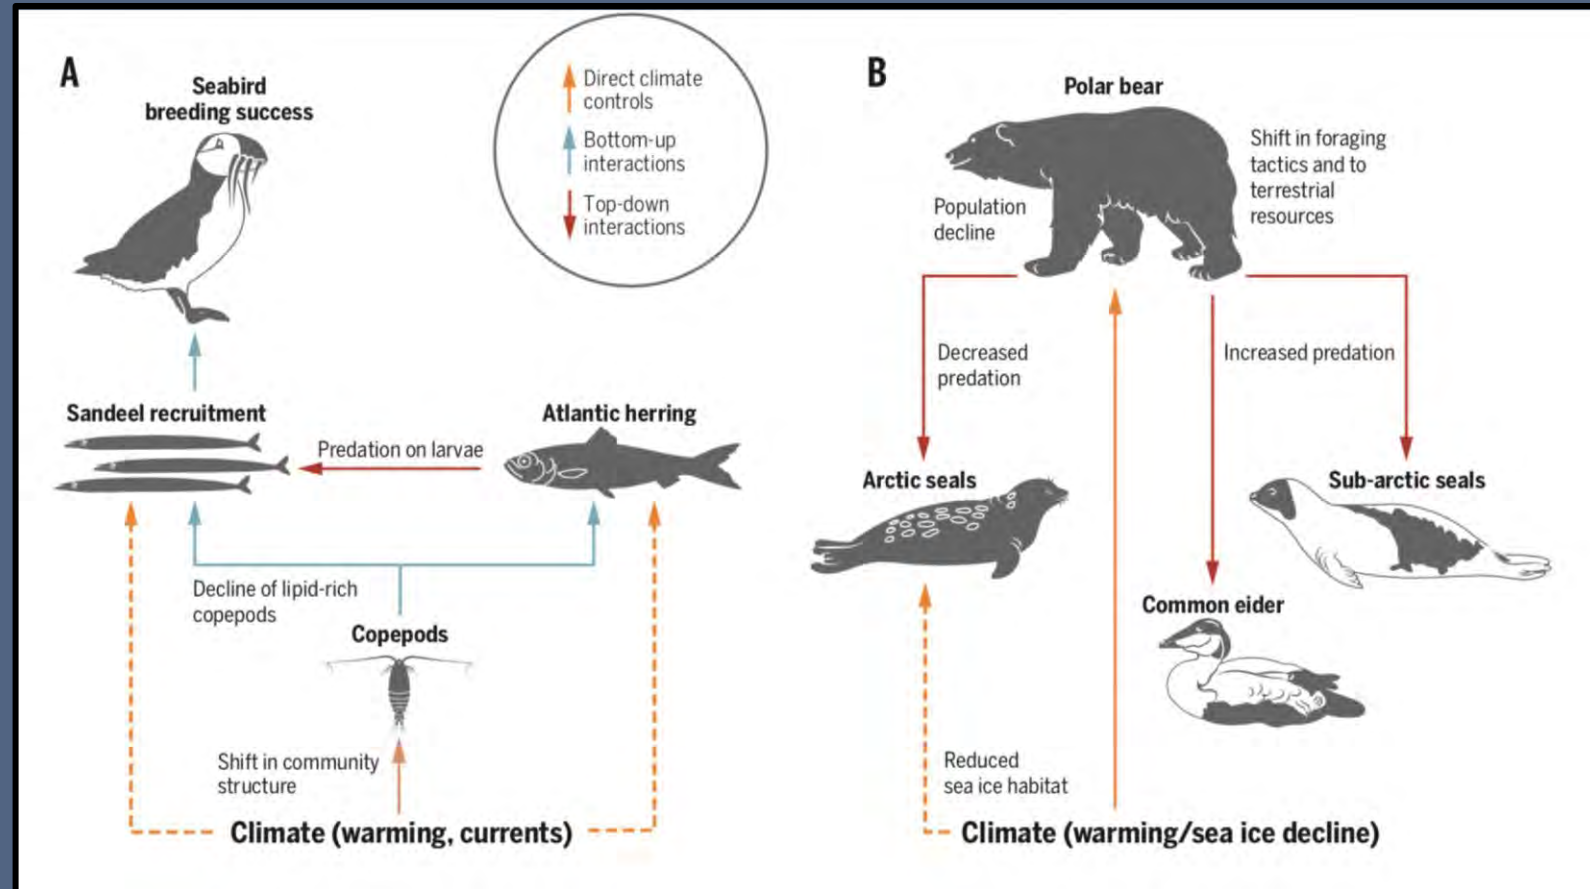 A
Seabird
breeding success
Direct climate
controls
Bottom-up
interactions
Top-down
interactions
Sandeel recruitment
Atlantic herring
Predation on larvae
Decline of lipid-rich
copepods
Copepods
Shift in community
structure
Climate (warming, currents)
B
Polar bear
Shift in foraging
tactics and to
terrestrial
resources
Population
decline
Decreased
predation
Increased predation
Arctic seals
Sub-arctic seals
Common eider
Reduced
sea ice habitat
Climate (warming/sea ice decline)